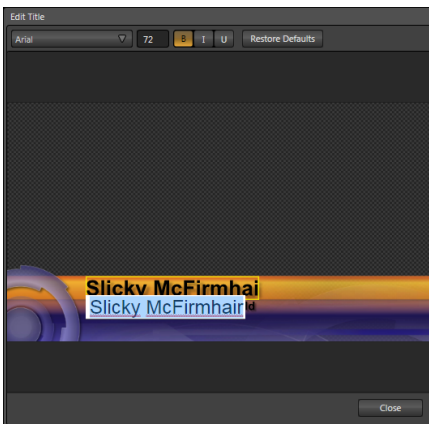 Edit Title
Arial 72 B I U Restore Defaults
Slicky McFirmhai
Slicky McFirmhair
Close